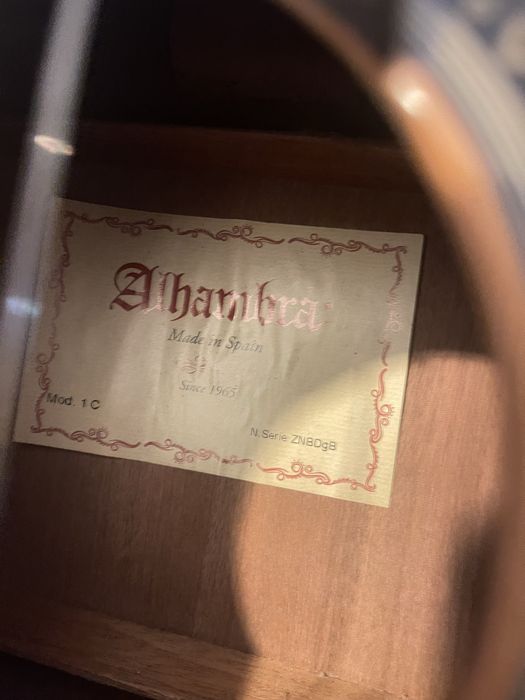 Alhambra
Made in Spain
Since 1965
Mod. 1 C
N.Serie ZNBDgB